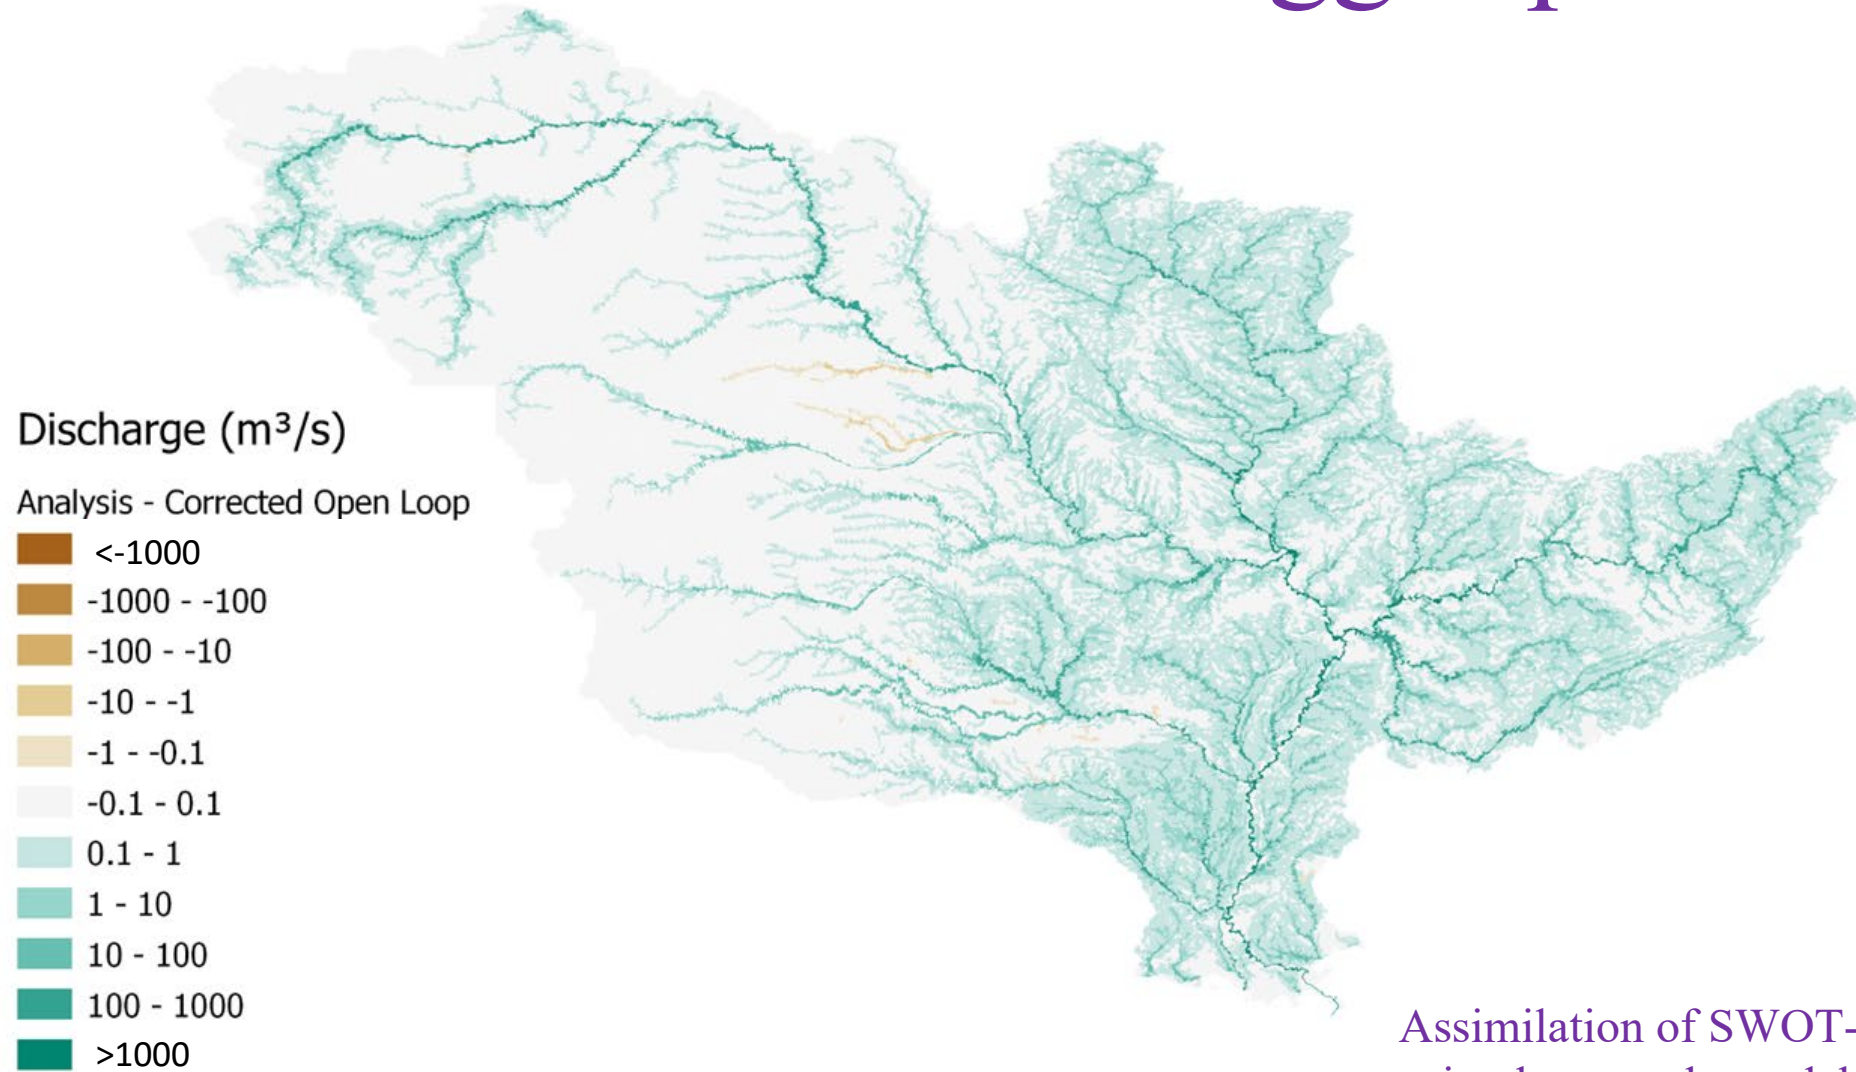 Discharge (m³/s)
Analysis - Corrected Open Loop
<-1000
-1000 - -100
-100 - -10
-10 - -1
-1 - -0.1
-0.1 - 0.1
0.1 - 1
1 - 10
10 - 100
100 - 1000
>1000
Assimilation of SWOT-